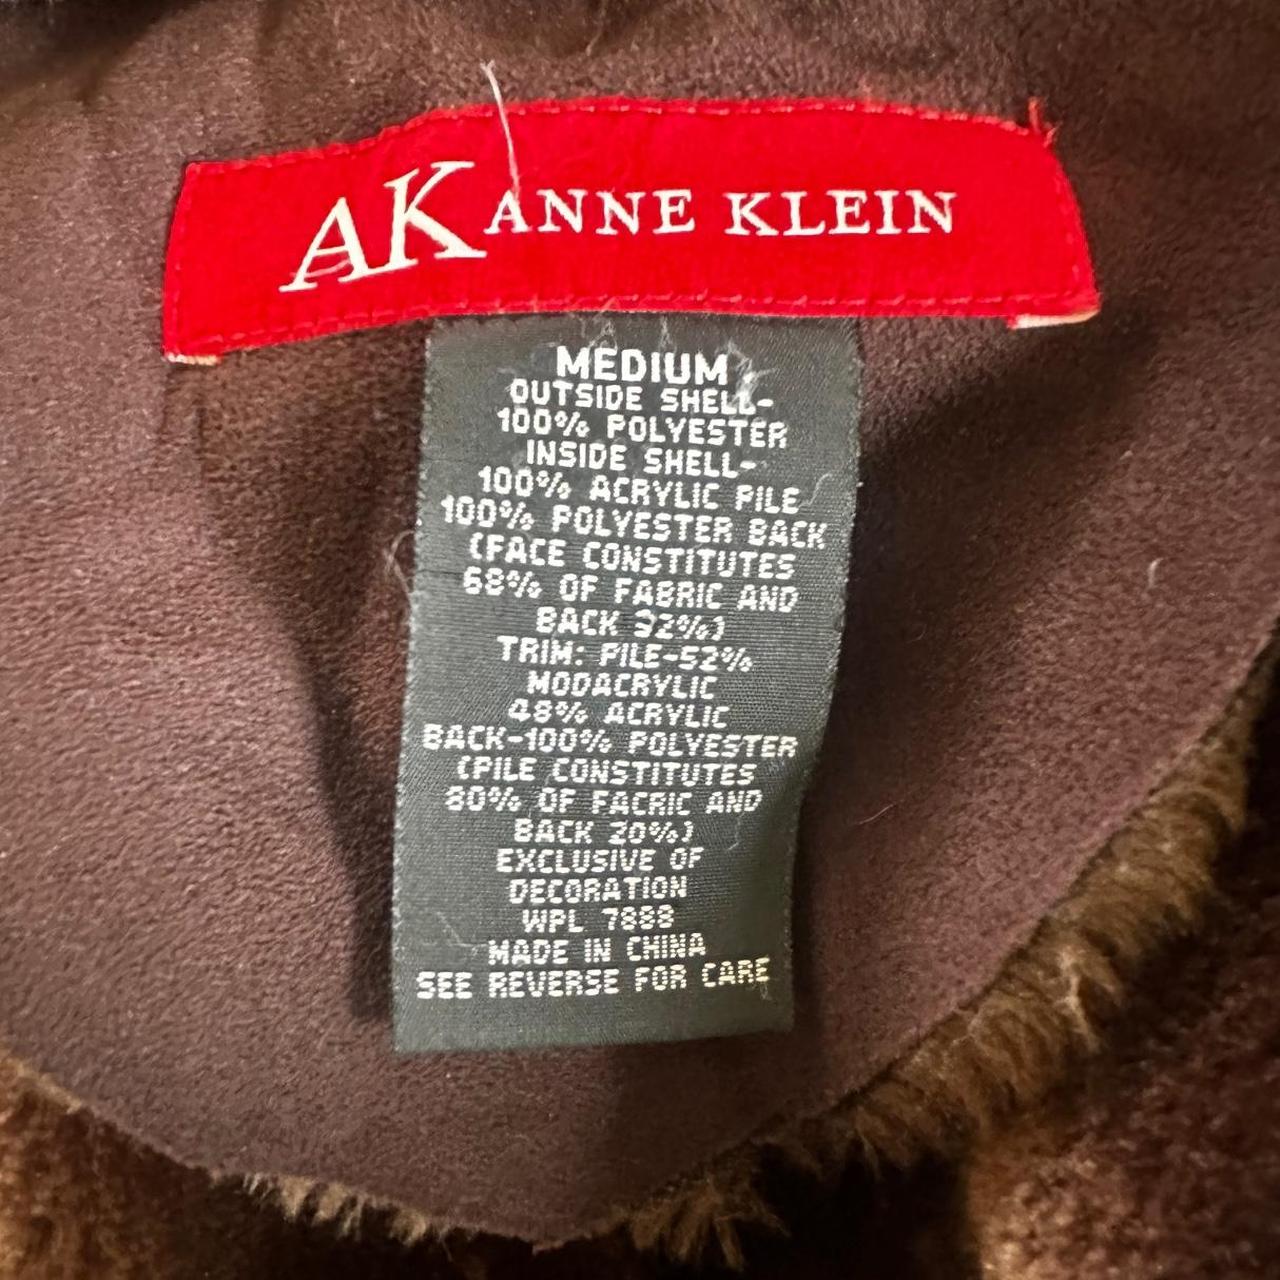 AK ANNE KLEIN
MEDIUM
OUTSIDE SHELL-
100% POLYESTER
INSIDE SHELL-
100% ACRYLIC PILE
100% POLYESTER BACK
(FACE CONSTITUTES
68% OF FABRIC AND
BACK 32%)
TRIM: PILE-52%
MODACRYLIC
48% ACRYLIC
BACK-100% POLYESTER
(PILE CONSTITUTES
80% OF FACRIC AND
BACK 20%)
EXCLUSIVE OF
DECORATION
WPL 7888
MADE IN CHINA
SEE REVERSE FOR CARE